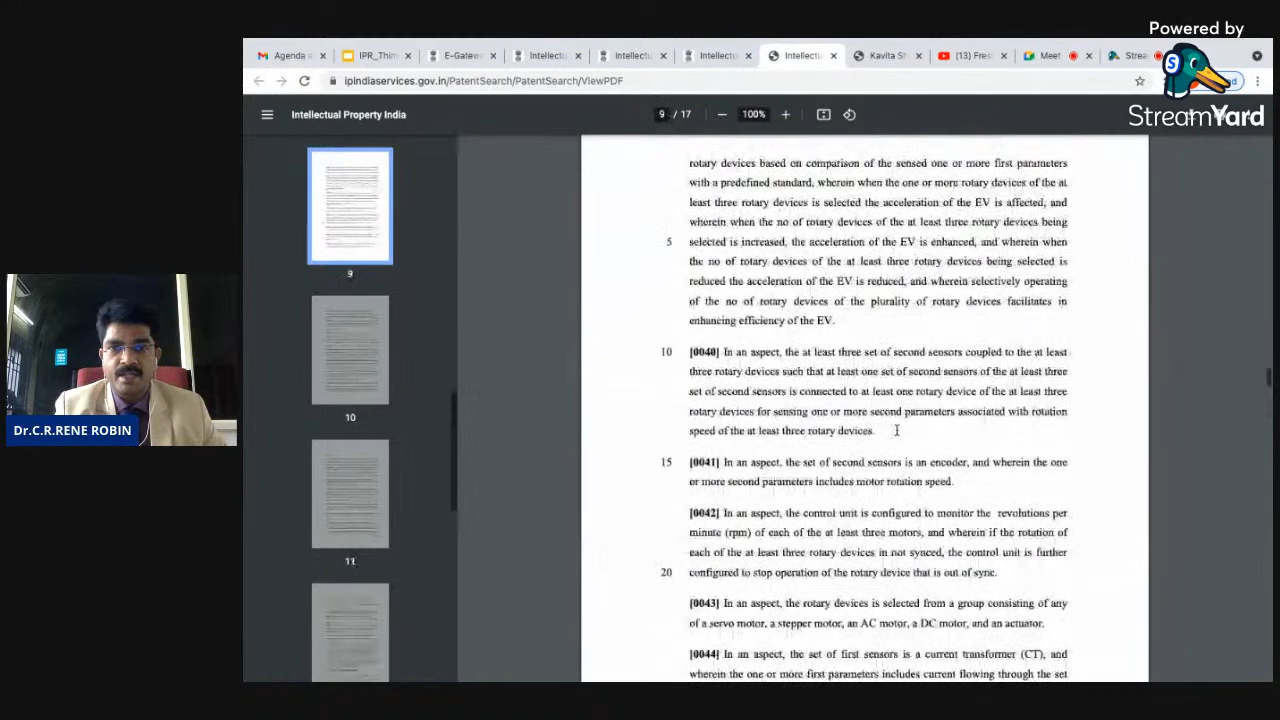 Powered by
StreamYard
Agenda
IPR_Thim
E-Gatew
Intellectu
Intellectu
Intellectu
Intellectu
Kavita Sh
(13) Fres
Meet
Strea
ipindiaservices.gov.in/PatentSearch/PatentSearch/ViewPDF
Intellectual Property India
9 / 17
100%
9
10
11
rotary devices based on comparison of the sensed one or more first parameters
with a predefined standard, wherein when the one or more rotary devices of the at
least three rotary devices is selected the acceleration of the EV is affected, and
wherein when the no of rotary devices of the at least three rotary devices being
5 selected is increased, the acceleration of the EV is enhanced, and wherein when
the no of rotary devices of the at least three rotary devices being selected is
reduced the acceleration of the EV is reduced, and wherein selectively operating
of the no of rotary devices of the plurality of rotary devices facilitates in
enhancing efficiency of the EV.
10 [0040] In an aspect, the at least three set of second sensors coupled to the at least
three rotary devices such that at least one set of second sensors of the at least three
set of second sensors is connected to at least one rotary device of the at least three
rotary devices for sensing one or more second parameters associated with rotation
speed of the at least three rotary devices.
15 [0041] In an aspect, the set of second sensors is an encoder, and wherein the one
or more second parameters includes motor rotation speed.
[0042] In an aspect, the control unit is configured to monitor the revolutions per
minute (rpm) of each of the at least three motors, and wherein if the rotation of
each of the at least three rotary devices in not synced, the control unit is further
20 configured to stop operation of the rotary device that is out of sync.
[0043] In an aspect, the rotary devices is selected from a group consisting of any
of a servo motor, a stepper motor, an AC motor, a DC motor, and an actuator.
[0044] In an aspect, the set of first sensors is a current transformer (CT), and
wherein the one or more first parameters includes current flowing through the set
Dr.C.R.RENE ROBIN